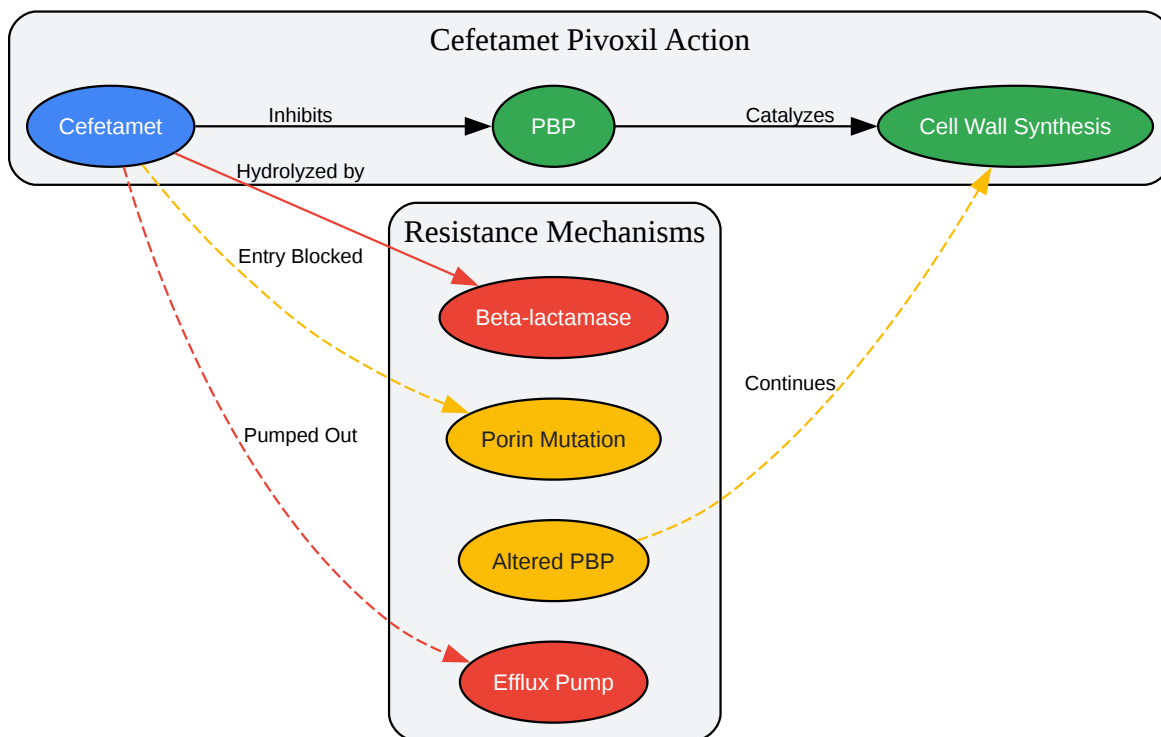 Cefetamet Pivoxil Action
Cefetamet
Inhibits
PBP
Catalyzes
Cell Wall Synthesis
Hydrolyzed by
Resistance Mechanisms
Entry Blocked
Beta-lactamase
Continues
Porin Mutation
Pumped Out
Altered PBP
Efflux Pump